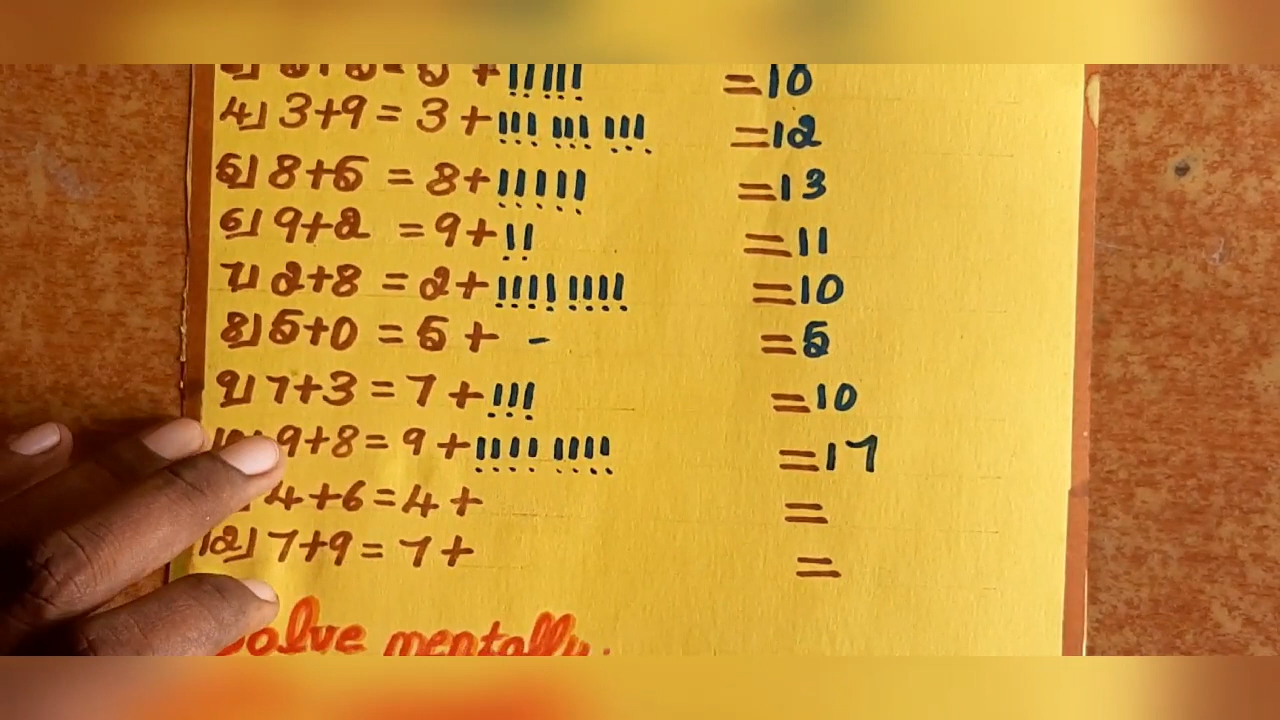 5 + !!!!! =10
4) 3+9 = 3 + !!! !!! !!! =12
5) 8+5 = 8+ !!!!! =13
6) 9+2 = 9+ !! =11
7) 2+8 = 2+ !!!! !!!! =10
8) 5+0 = 5 + - =5
9) 7+3 = 7 + !!! =10
9+8 = 9 + !!!! !!!! =17
4+6 = 4 + =
12) 7+9 = 7+ =
Solve mentally.